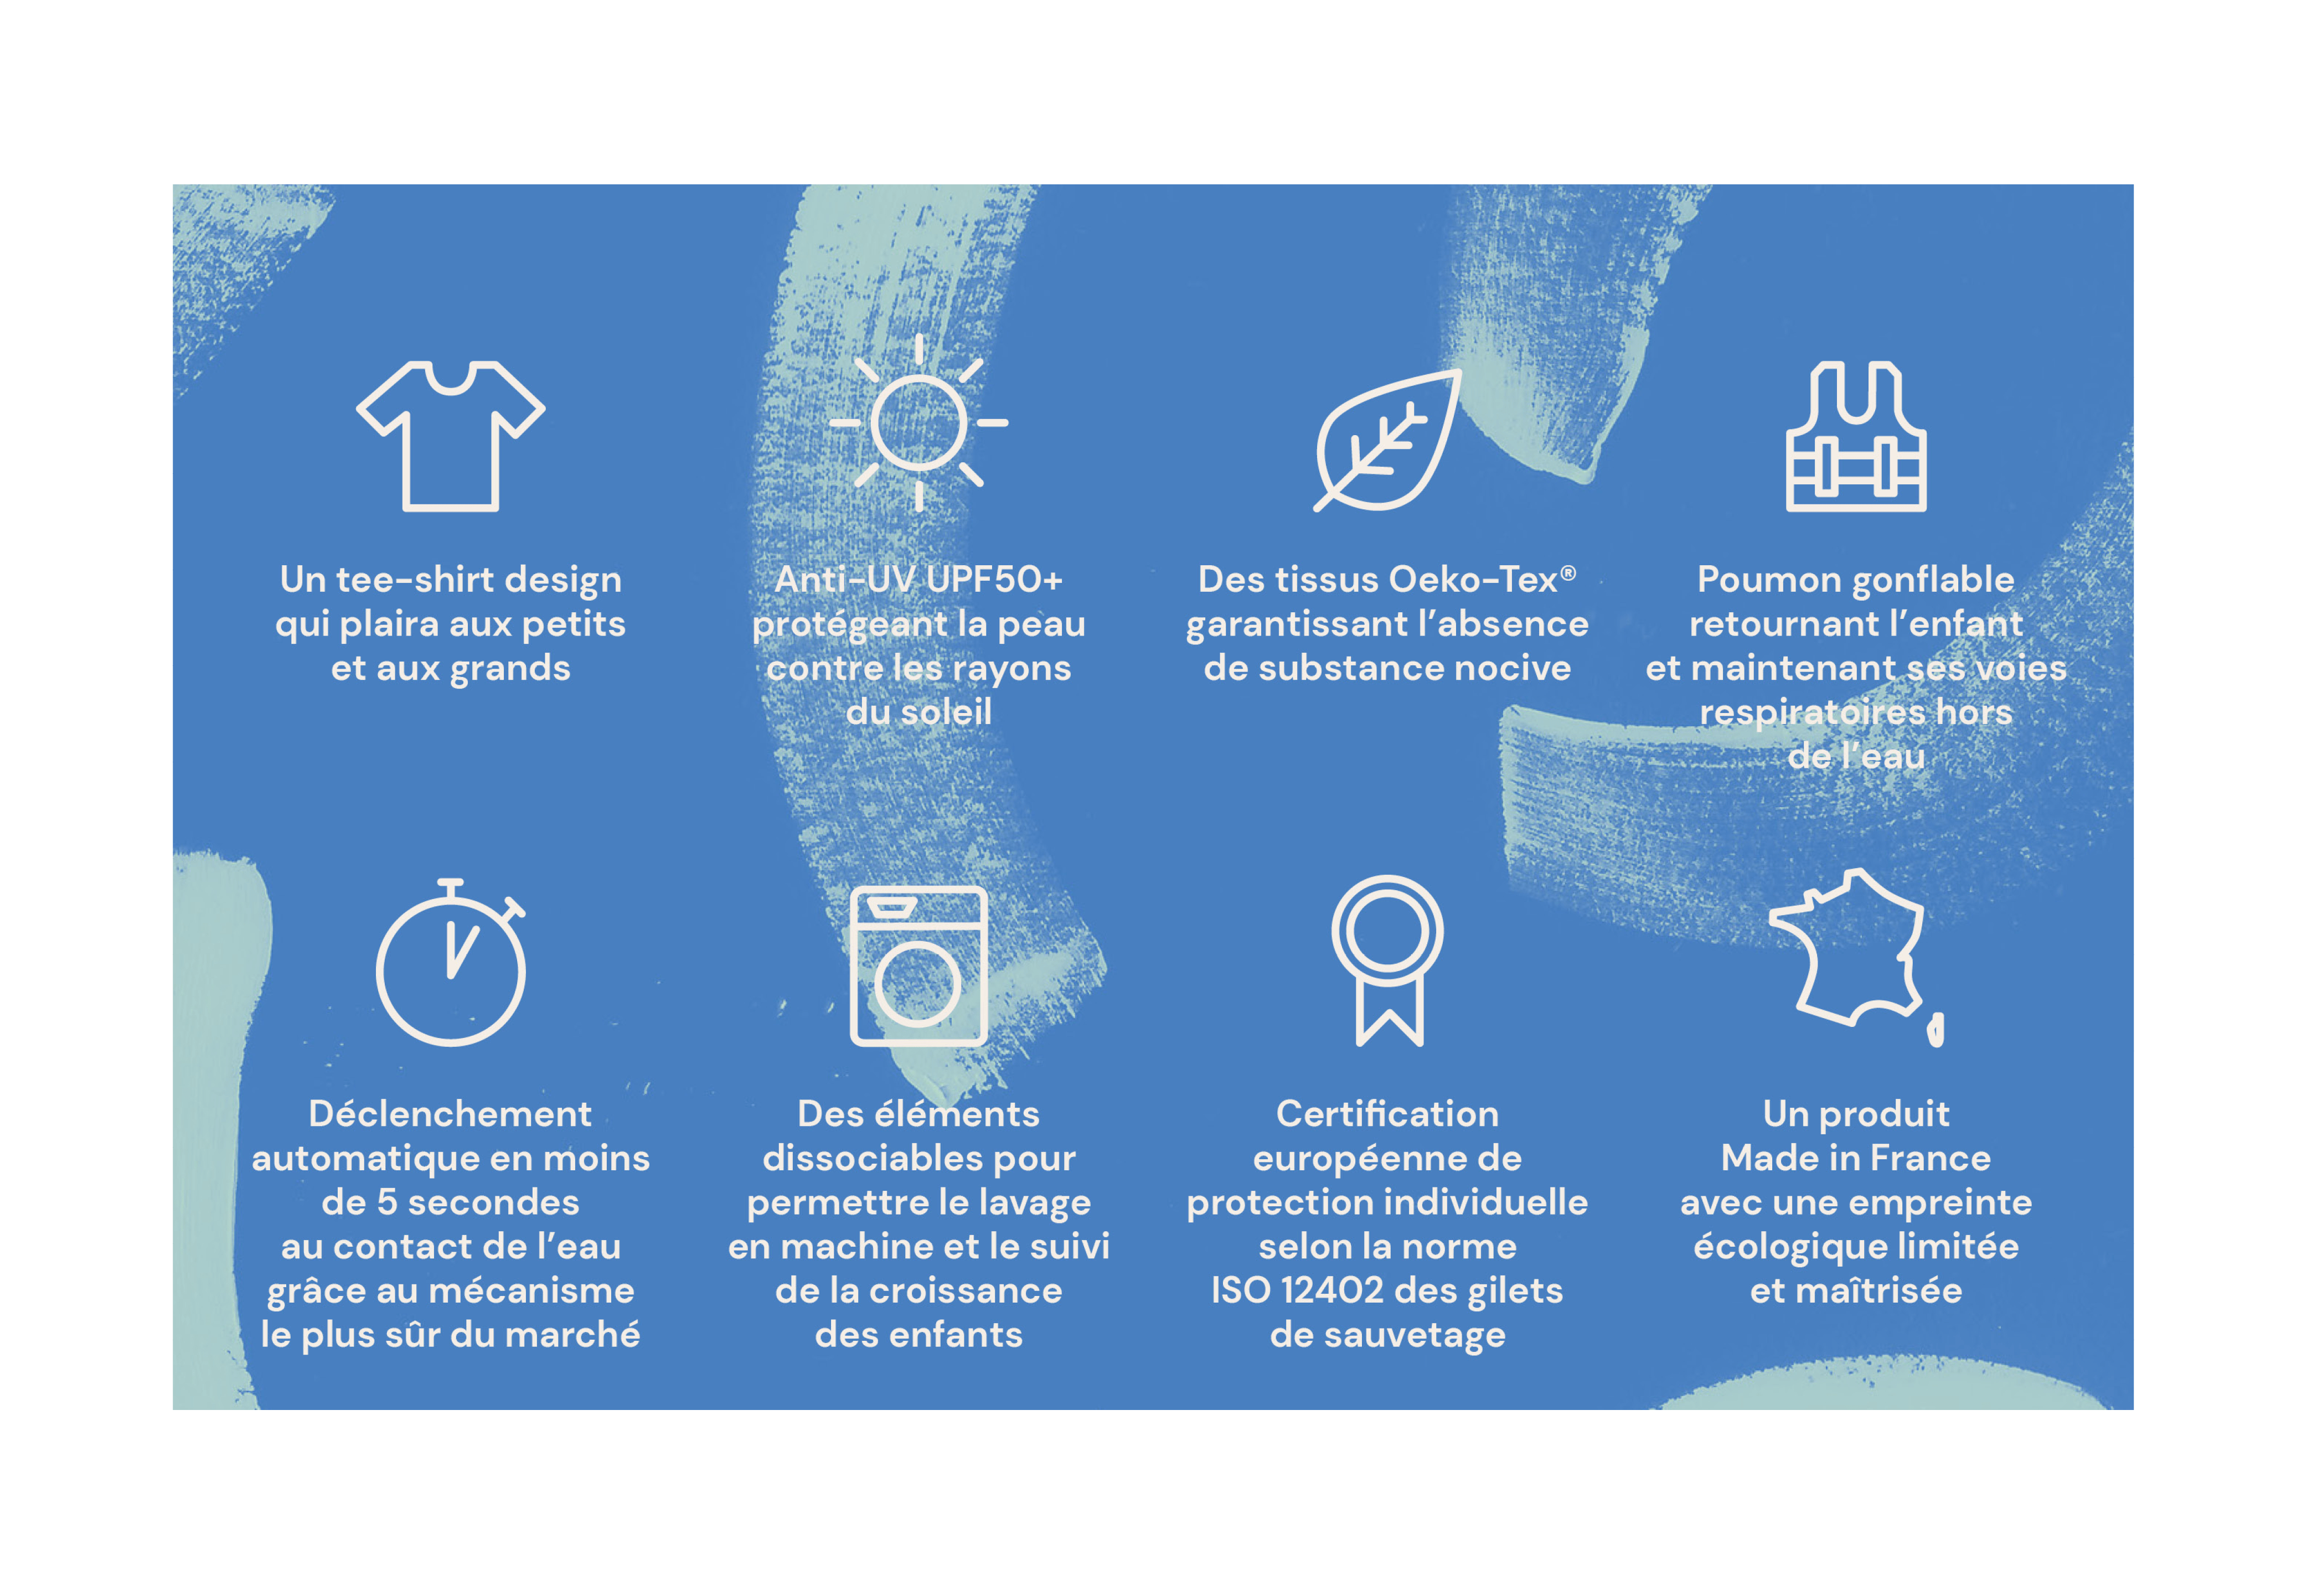 Un tee-shirt design
qui plaira aux petits
et aux grands
Anti-UV UPF50+
protégeant la peau
contre les rayons
du soleil
Des tissus Oeko-Tex®
garantissant l’absence
de substance nocive
Poumon gonflable
retournant l’enfant
et maintenant ses voies
respiratoires hors
de l’eau
Déclenchement
automatique en moins
de 5 secondes
au contact de l’eau
grâce au mécanisme
le plus sûr du marché
Des éléments
dissociables pour
permettre le lavage
en machine et le suivi
de la croissance
des enfants
Certification
européenne de
protection individuelle
selon la norme
ISO 12402 des gilets
de sauvetage
Un produit
Made in France
avec une empreinte
écologique limitée
et maîtrisée